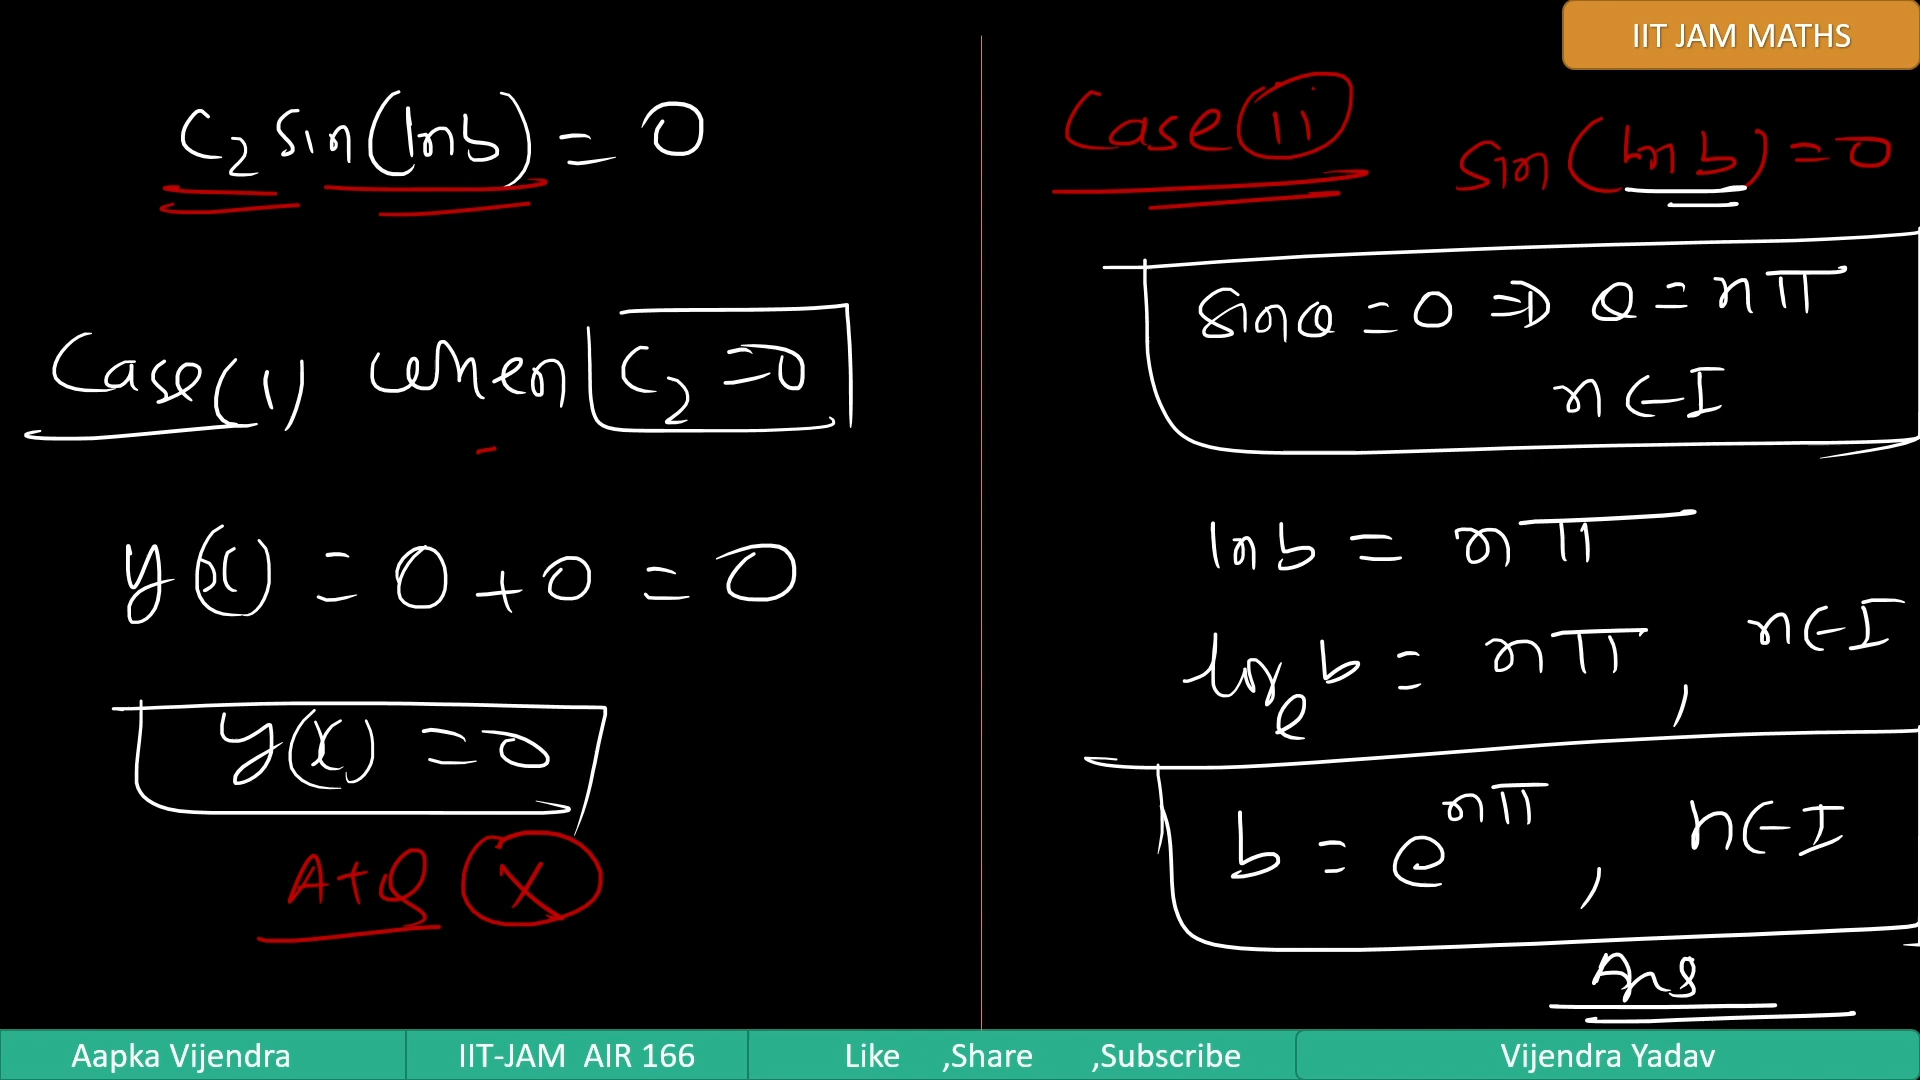 IIT JAM MATHS
C₂ sin(ln b) = 0
Case(1) when C₂ = 0
y(x) = 0 + 0 = 0
y(x) = 0
A+Q X
Case (11) sin(ln b) = 0
sin θ = 0 ⇒ θ = nπ
n ∈ I
ln b = nπ
logₑ b = nπ, n ∈ I
b = e^{nπ}, n ∈ I
Ans
Aapka Vijendra IIT-JAM AIR 166 Like ,Share ,Subscribe Vijendra Yadav